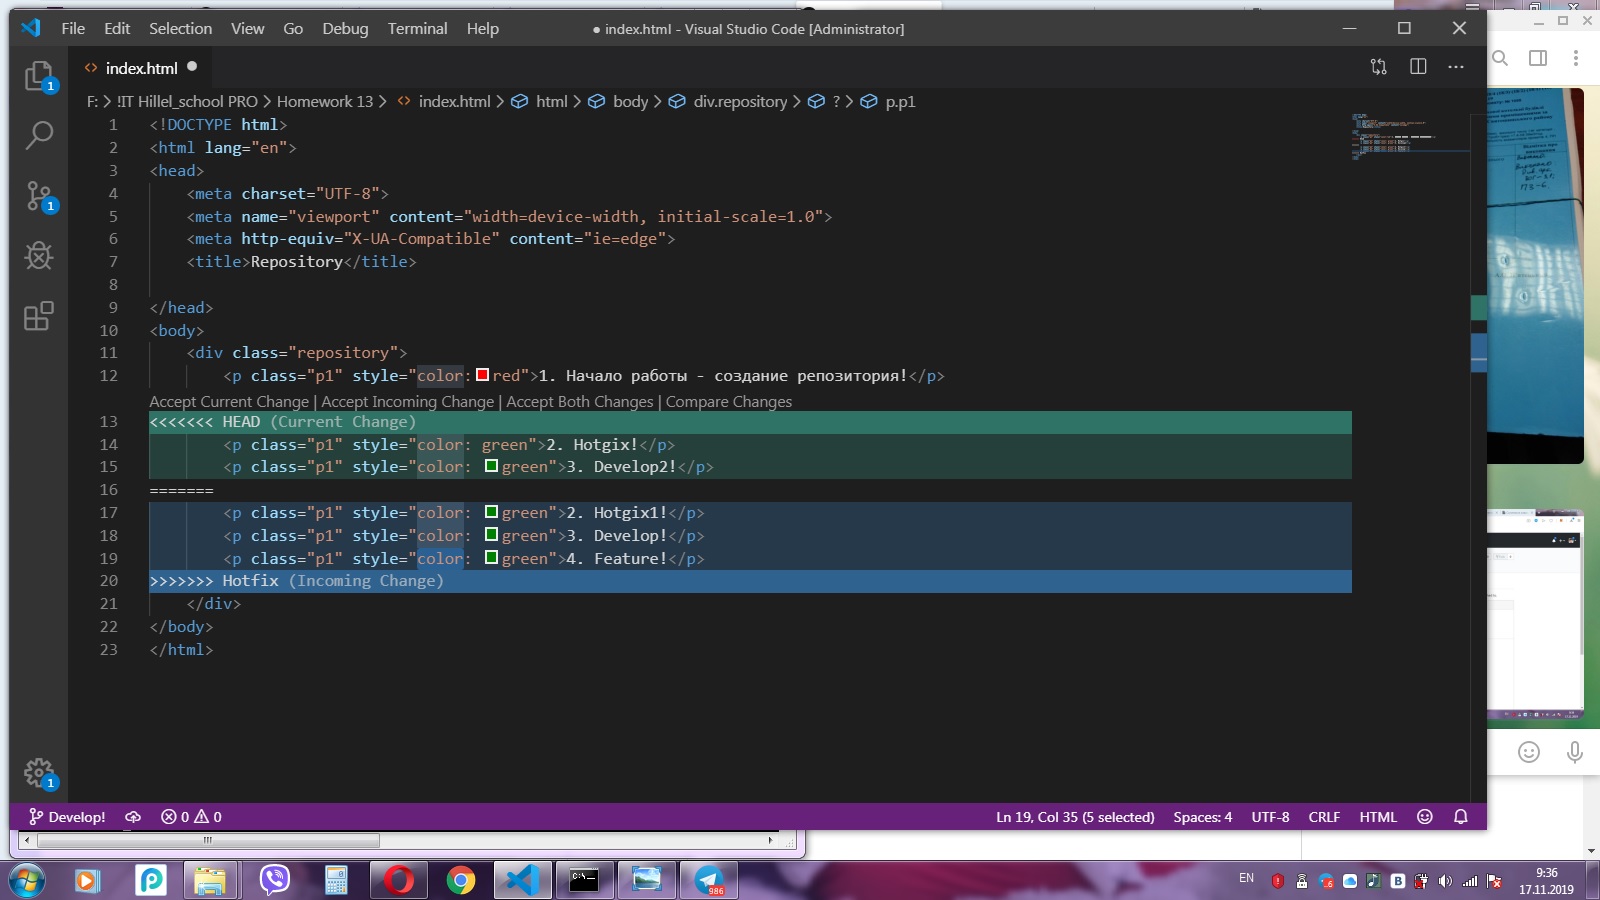 File Edit Selection View Go Debug Terminal Help
● index.html - Visual Studio Code [Administrator]
index.html
F: > !IT Hillel_school PRO > Homework 13 > index.html > html > body > div.repository > ? > p.p1
1 <!DOCTYPE html>
2 <html lang="en">
3 <head>
4 <meta charset="UTF-8">
5 <meta name="viewport" content="width=device-width, initial-scale=1.0">
6 <meta http-equiv="X-UA-Compatible" content="ie=edge">
7 <title>Repository</title>
8
9 </head>
10 <body>
11 <div class="repository">
12 <p class="p1" style="color: red">1. Начало работы - создание репозитория!</p>
Accept Current Change | Accept Incoming Change | Accept Both Changes | Compare Changes
13 <<<<<<< HEAD (Current Change)
14 <p class="p1" style="color: green">2. Hotgix!</p>
15 <p class="p1" style="color: green">3. Develop2!</p>
16 =======
17 <p class="p1" style="color: green">2. Hotgix1!</p>
18 <p class="p1" style="color: green">3. Develop!</p>
19 <p class="p1" style="color: green">4. Feature!</p>
20 >>>>>>> Hotfix (Incoming Change)
21 </div>
22 </body>
23 </html>
1
1
1
Develop! 0 0 Ln 19, Col 35 (5 selected) Spaces: 4 UTF-8 CRLF HTML
986
EN
9:36
17.11.2019